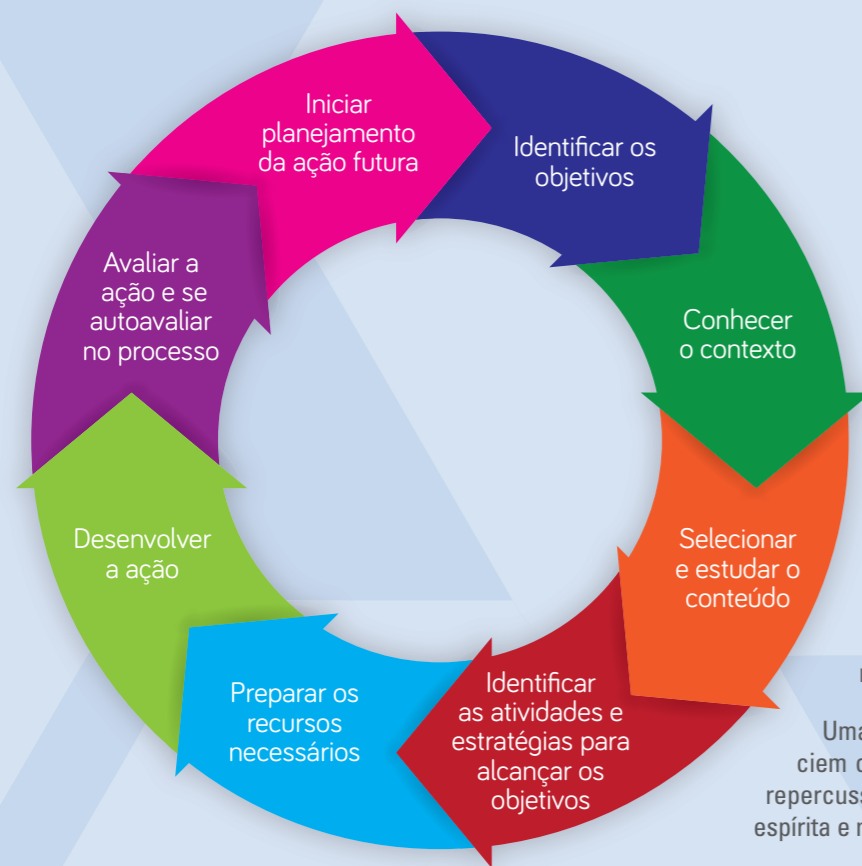 Iniciar
planejamento
da ação futura
Identificar os
objetivos
Conhecer
o contexto
Selecionar
e estudar o
conteúdo
Identificar
as atividades e
estratégias para
alcançar os
objetivos
Preparar os
recursos
necessários
Desenvolver
a ação
Avaliar a
ação e se
autoavaliar
no processo
Uma
ciem
repercuss
espírita e